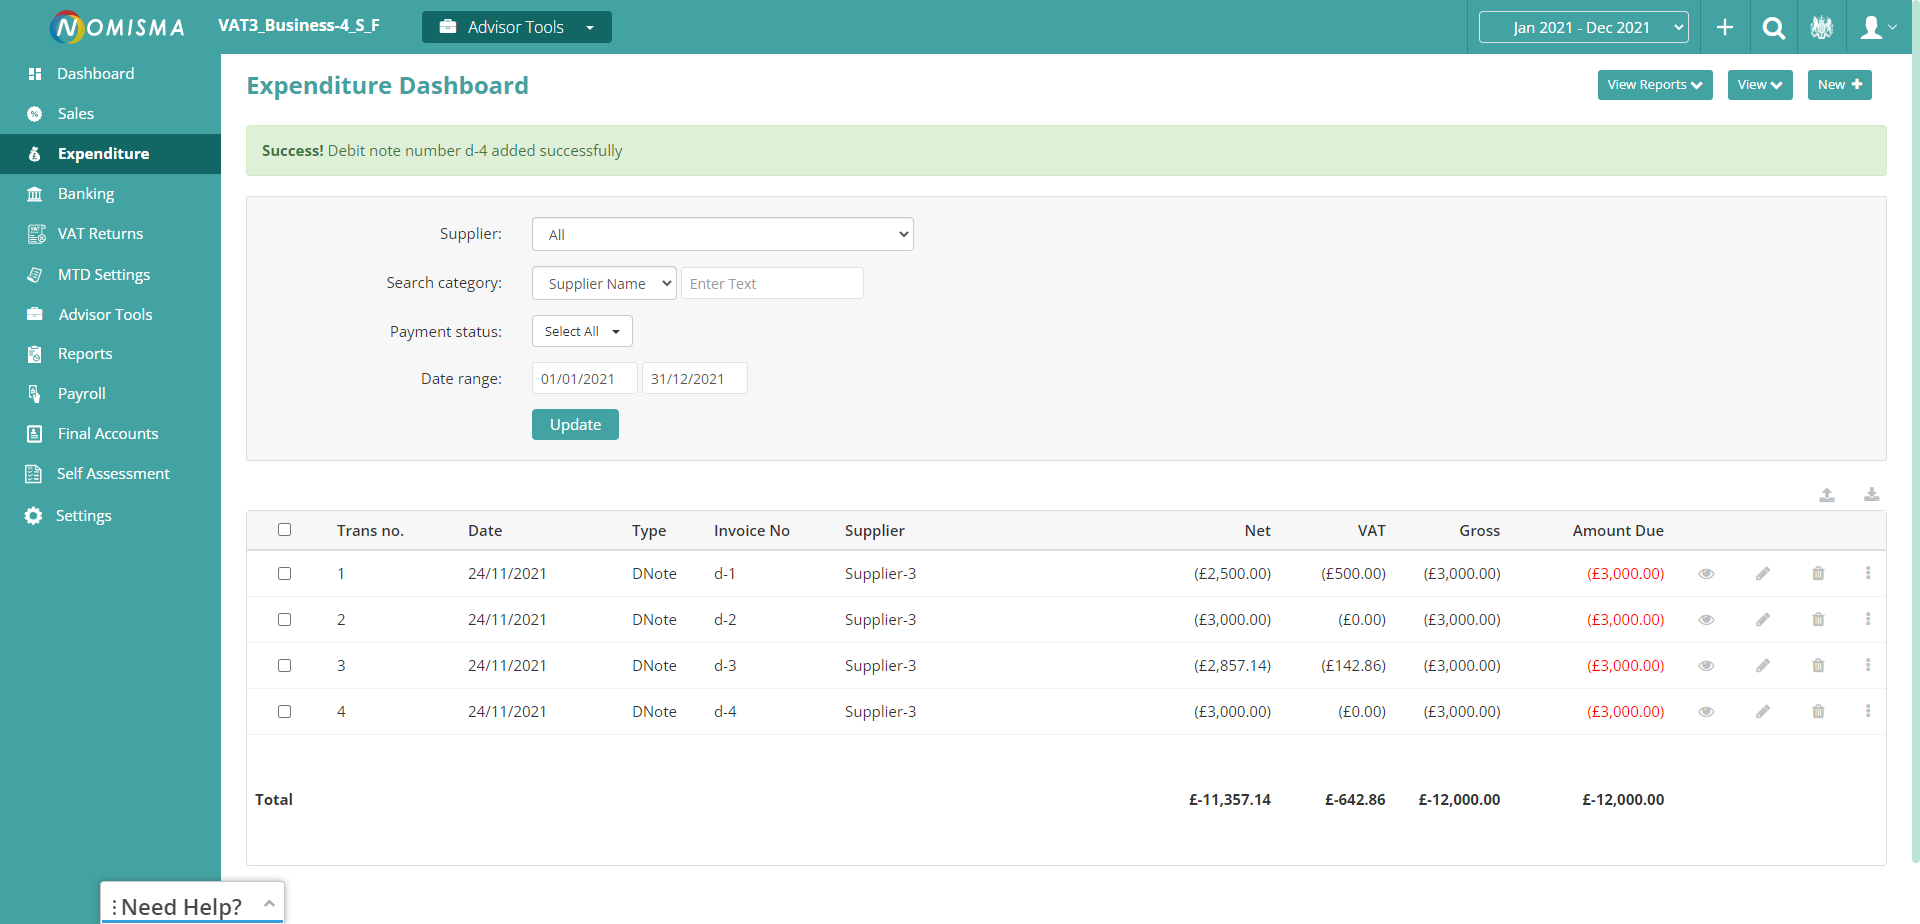 NOMISMA VAT3_Business-4_S_F Advisor Tools Jan 2021 - Dec 2021
Dashboard
Sales
Expenditure
Banking
VAT Returns
MTD Settings
Advisor Tools
Reports
Payroll
Final Accounts
Self Assessment
Settings
Expenditure Dashboard View Reports View New
Success! Debit note number d-4 added successfully
Supplier: All
Search category: Supplier Name Enter Text
Payment status: Select All
Date range: 01/01/2021 31/12/2021
Update
Trans no. Date Type Invoice No Supplier Net VAT Gross Amount Due
1 24/11/2021 DNote d-1 Supplier-3 (£2,500.00) (£500.00) (£3,000.00) (£3,000.00)
2 24/11/2021 DNote d-2 Supplier-3 (£3,000.00) (£0.00) (£3,000.00) (£3,000.00)
3 24/11/2021 DNote d-3 Supplier-3 (£2,857.14) (£142.86) (£3,000.00) (£3,000.00)
4 24/11/2021 DNote d-4 Supplier-3 (£3,000.00) (£0.00) (£3,000.00) (£3,000.00)
Total £-11,357.14 £-642.86 £-12,000.00 £-12,000.00
Need Help?